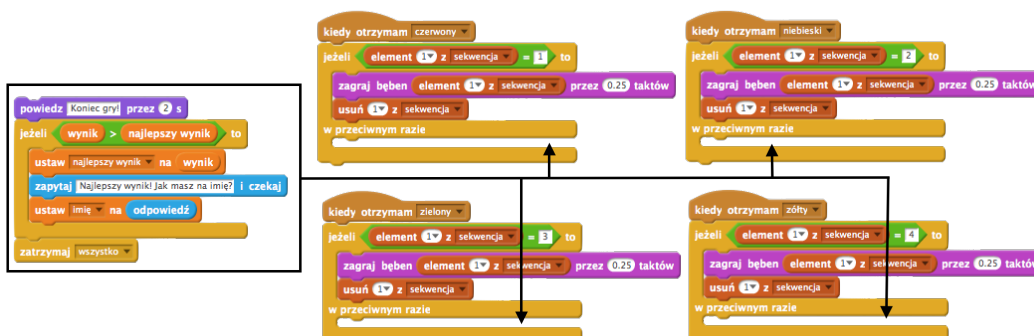 powiedz Koniec gry! przez 2 s
jeżeli wynik > najlepszy wynik to
ustaw najlepszy wynik na wynik
zapytaj Najlepszy wynik! Jak masz na imię? i czekaj
ustaw imię na odpowiedź
zatrzymaj wszystko
kiedy otrzymam czerwony
jeżeli element 1 z sekwencja = 1 to
zagraj bęben element 1 z sekwencja przez 0.25 taktów
usuń 1 z sekwencja
w przeciwnym razie
kiedy otrzymam niebieski
jeżeli element 1 z sekwencja = 2 to
zagraj bęben element 1 z sekwencja przez 0.25 taktów
usuń 1 z sekwencja
w przeciwnym razie
kiedy otrzymam zielony
jeżeli element 1 z sekwencja = 3 to
zagraj bęben element 1 z sekwencja przez 0.25 taktów
usuń 1 z sekwencja
w przeciwnym razie
kiedy otrzymam żółty
jeżeli element 1 z sekwencja = 4 to
zagraj bęben element 1 z sekwencja przez 0.25 taktów
usuń 1 z sekwencja
w przeciwnym razie